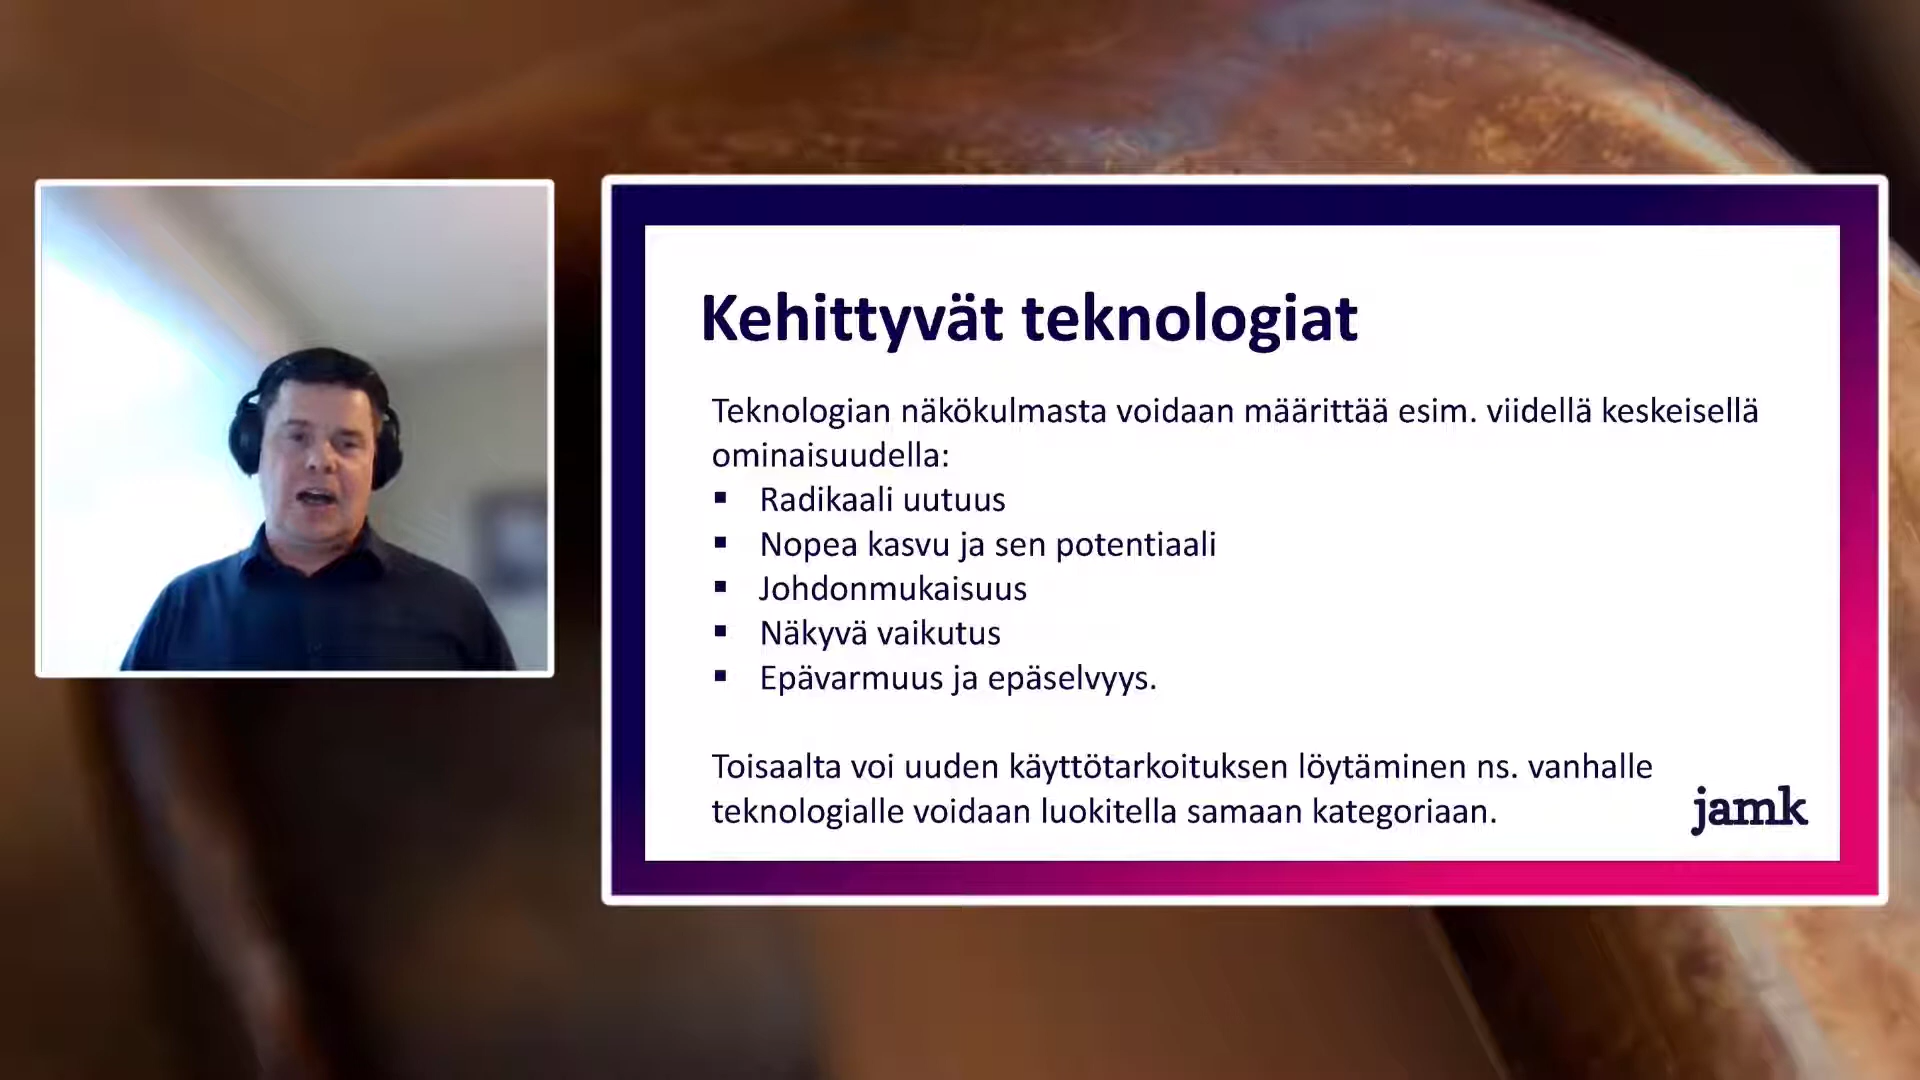 Kehittyvät teknologiat
Teknologian näkökulmasta voidaan määrittää esim. viidellä keskeisellä
ominaisuudella:
▪ Radikaali uutuus
▪ Nopea kasvu ja sen potentiaali
▪ Johdonmukaisuus
▪ Näkyvä vaikutus
▪ Epävarmuus ja epäselvyys.
Toisaalta voi uuden käyttötarkoituksen löytäminen ns. vanhalle
teknologialle voidaan luokitella samaan kategoriaan.
jamk